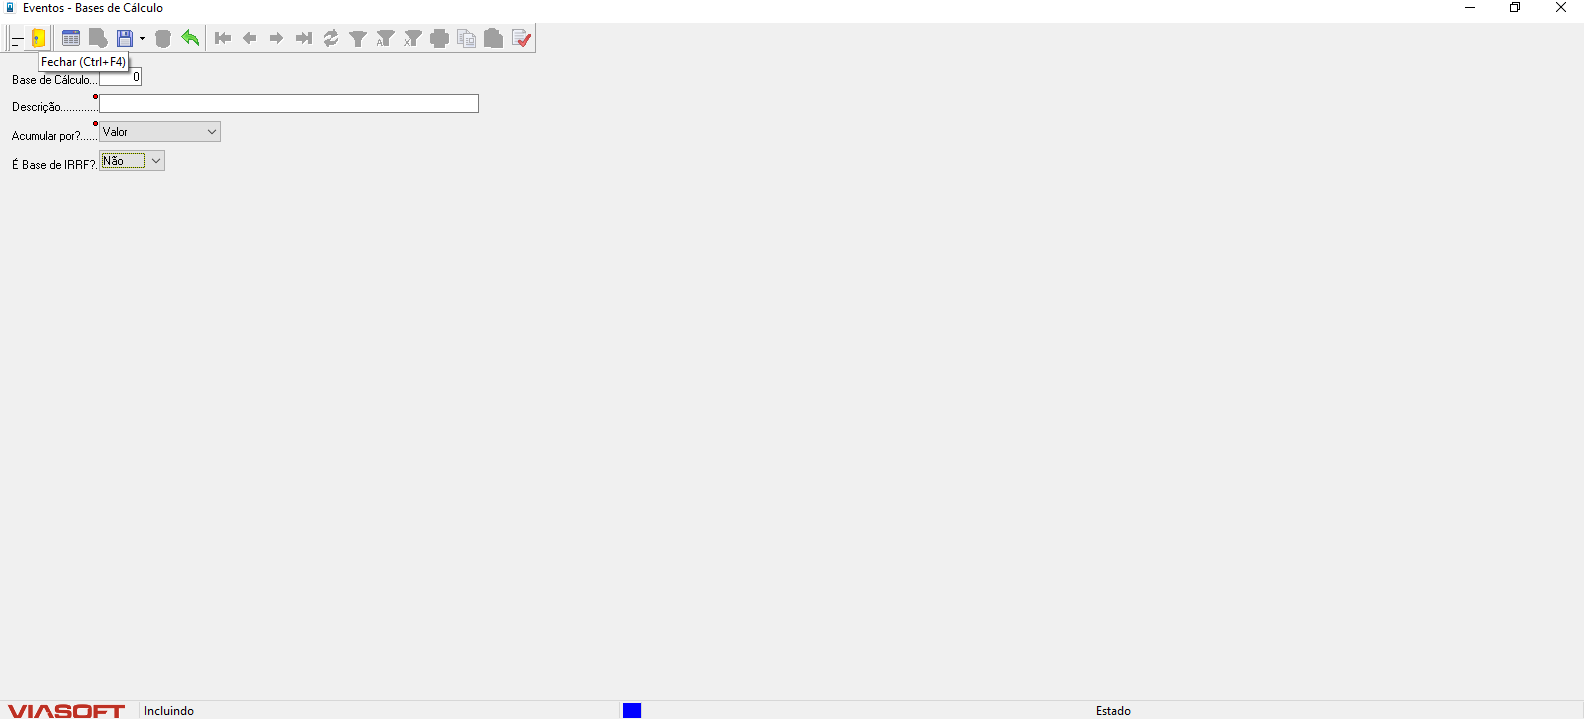 Eventos - Bases de Cálculo
Fechar (Ctrl+F4)
Base de Cálculo... 0
Descrição.............
Acumular por?...... Valor
É Base de IRRF?. Não
VIASOFT Incluindo Estado